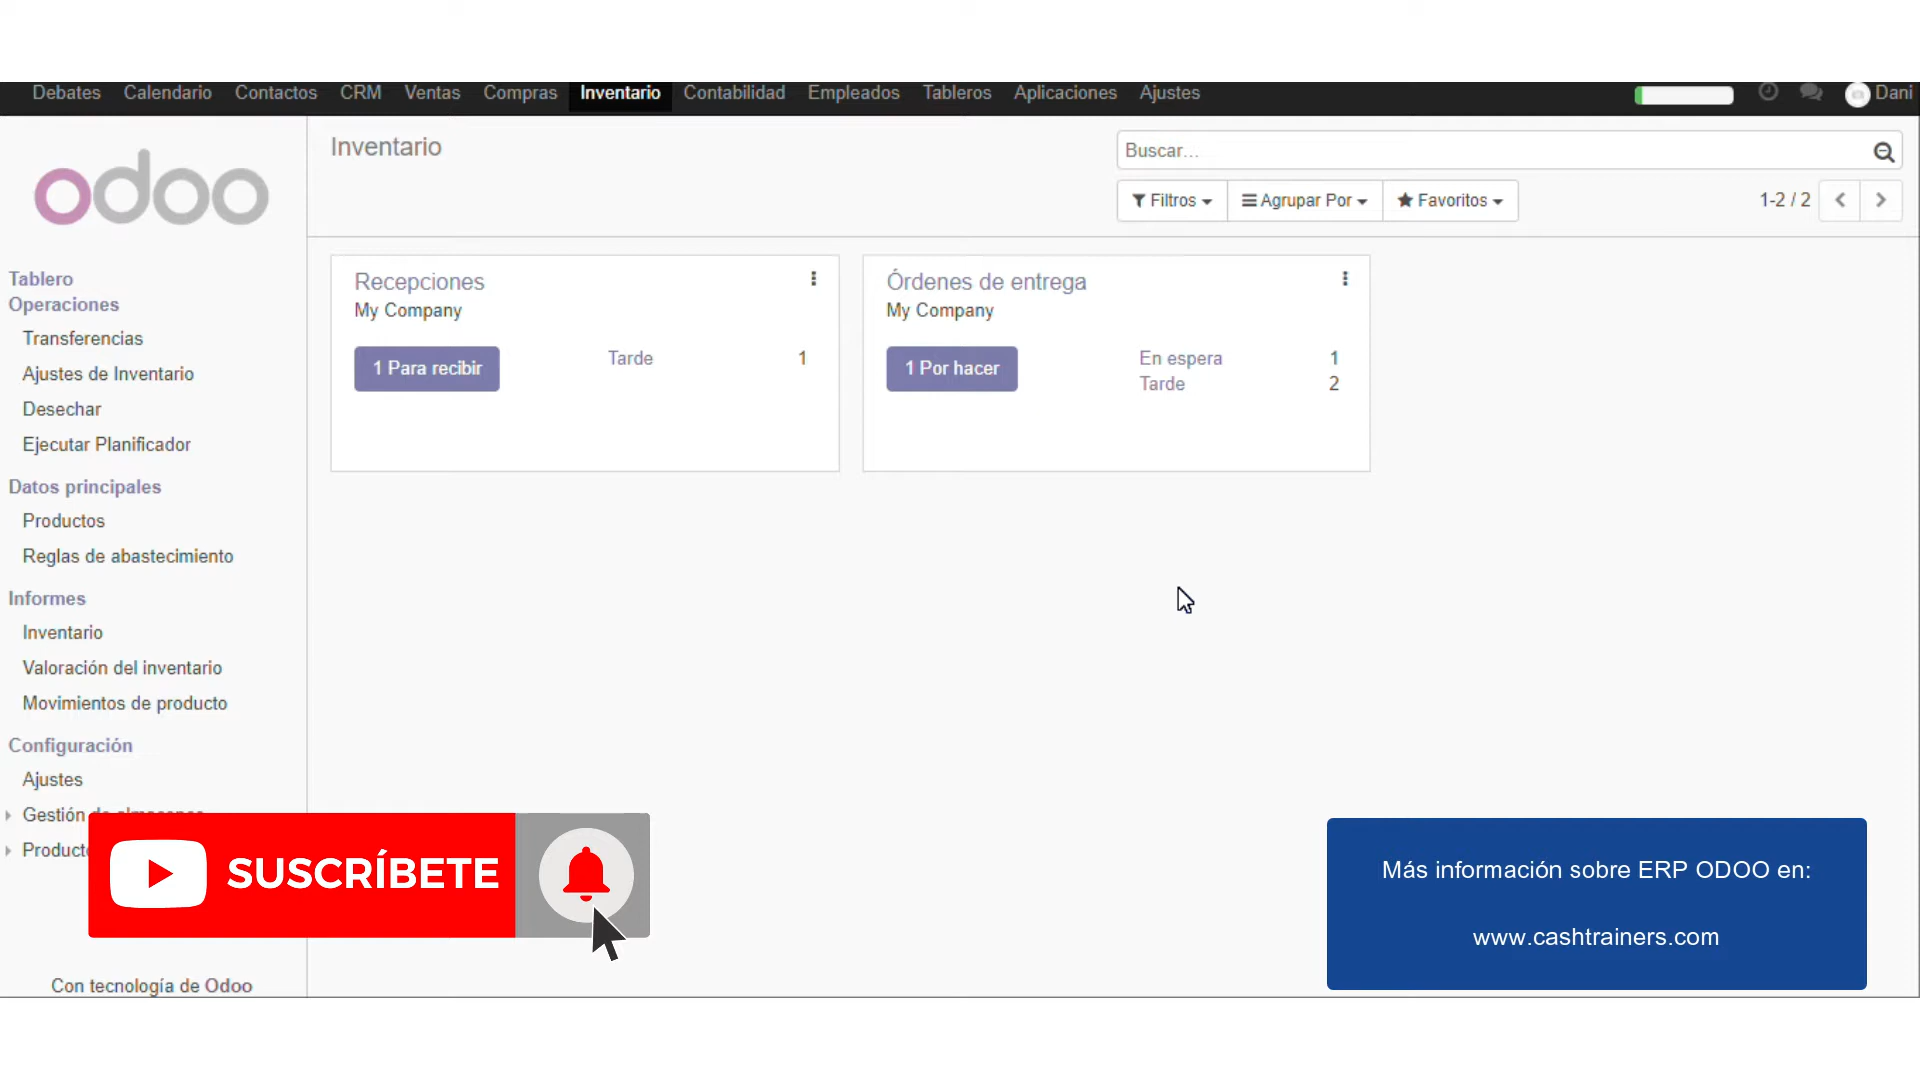 Debates Calendario Contactos CRM Ventas Compras Inventario Contabilidad Empleados Tableros Aplicaciones Ajustes Dani
odoo
Inventario
Buscar...
Filtros Agrupar Por Favoritos 1-2 / 2
Tablero
Operaciones
Transferencias
Ajustes de Inventario
Desechar
Ejecutar Planificador
Datos principales
Productos
Reglas de abastecimiento
Informes
Inventario
Valoración del inventario
Movimientos de producto
Configuración
Ajustes
Gestión
Con tecnología de Odoo
Recepciones
My Company
1 Para recibir Tarde 1
Órdenes de entrega
My Company
1 Por hacer En espera 1
Tarde 2
SUSCRÍBETE
Más información sobre ERP ODOO en:
www.cashtrainers.com